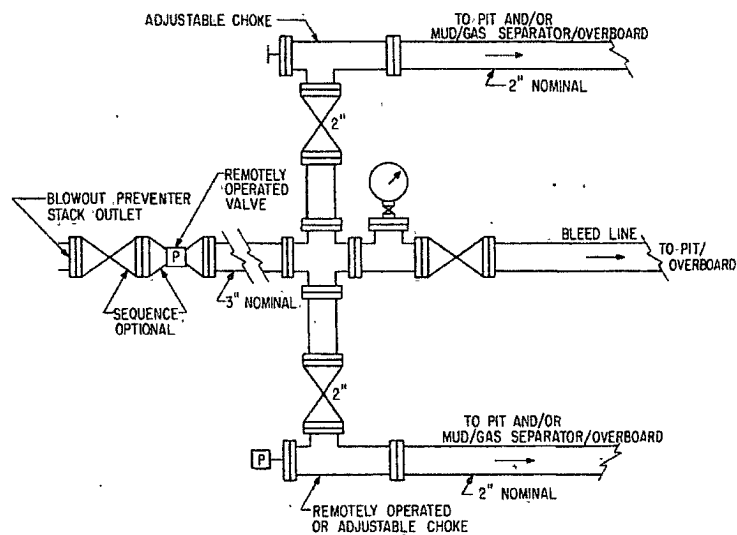 ADJUSTABLE CHOKE
TO PIT AND/OR
MUD/GAS SEPARATOR/OVERBOARD
2" NOMINAL
2"
REMOTELY
OPERATED
VALVE
BLOWOUT PREVENTER
STACK OUTLET
P
BLEED LINE
TO PIT/
OVERBOARD
3" NOMINAL
SEQUENCE
OPTIONAL
2"
TO PIT AND/OR
MUD/GAS SEPARATOR/OVERBOARD
P
2" NOMINAL
REMOTELY OPERATED
OR ADJUSTABLE CHOKE